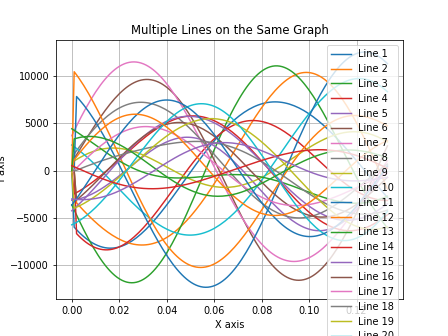 Multiple Lines on the Same Graph
10000
5000
0
−5000
−10000
axis
0.00
0.02
0.04
0.06
0.08
0.10
X axis
Line 1
Line 2
Line 3
Line 4
Line 5
Line 6
Line 7
Line 8
Line 9
Line 10
Line 11
Line 12
Line 13
Line 14
Line 15
Line 16
Line 17
Line 18
Line 19
Line 20